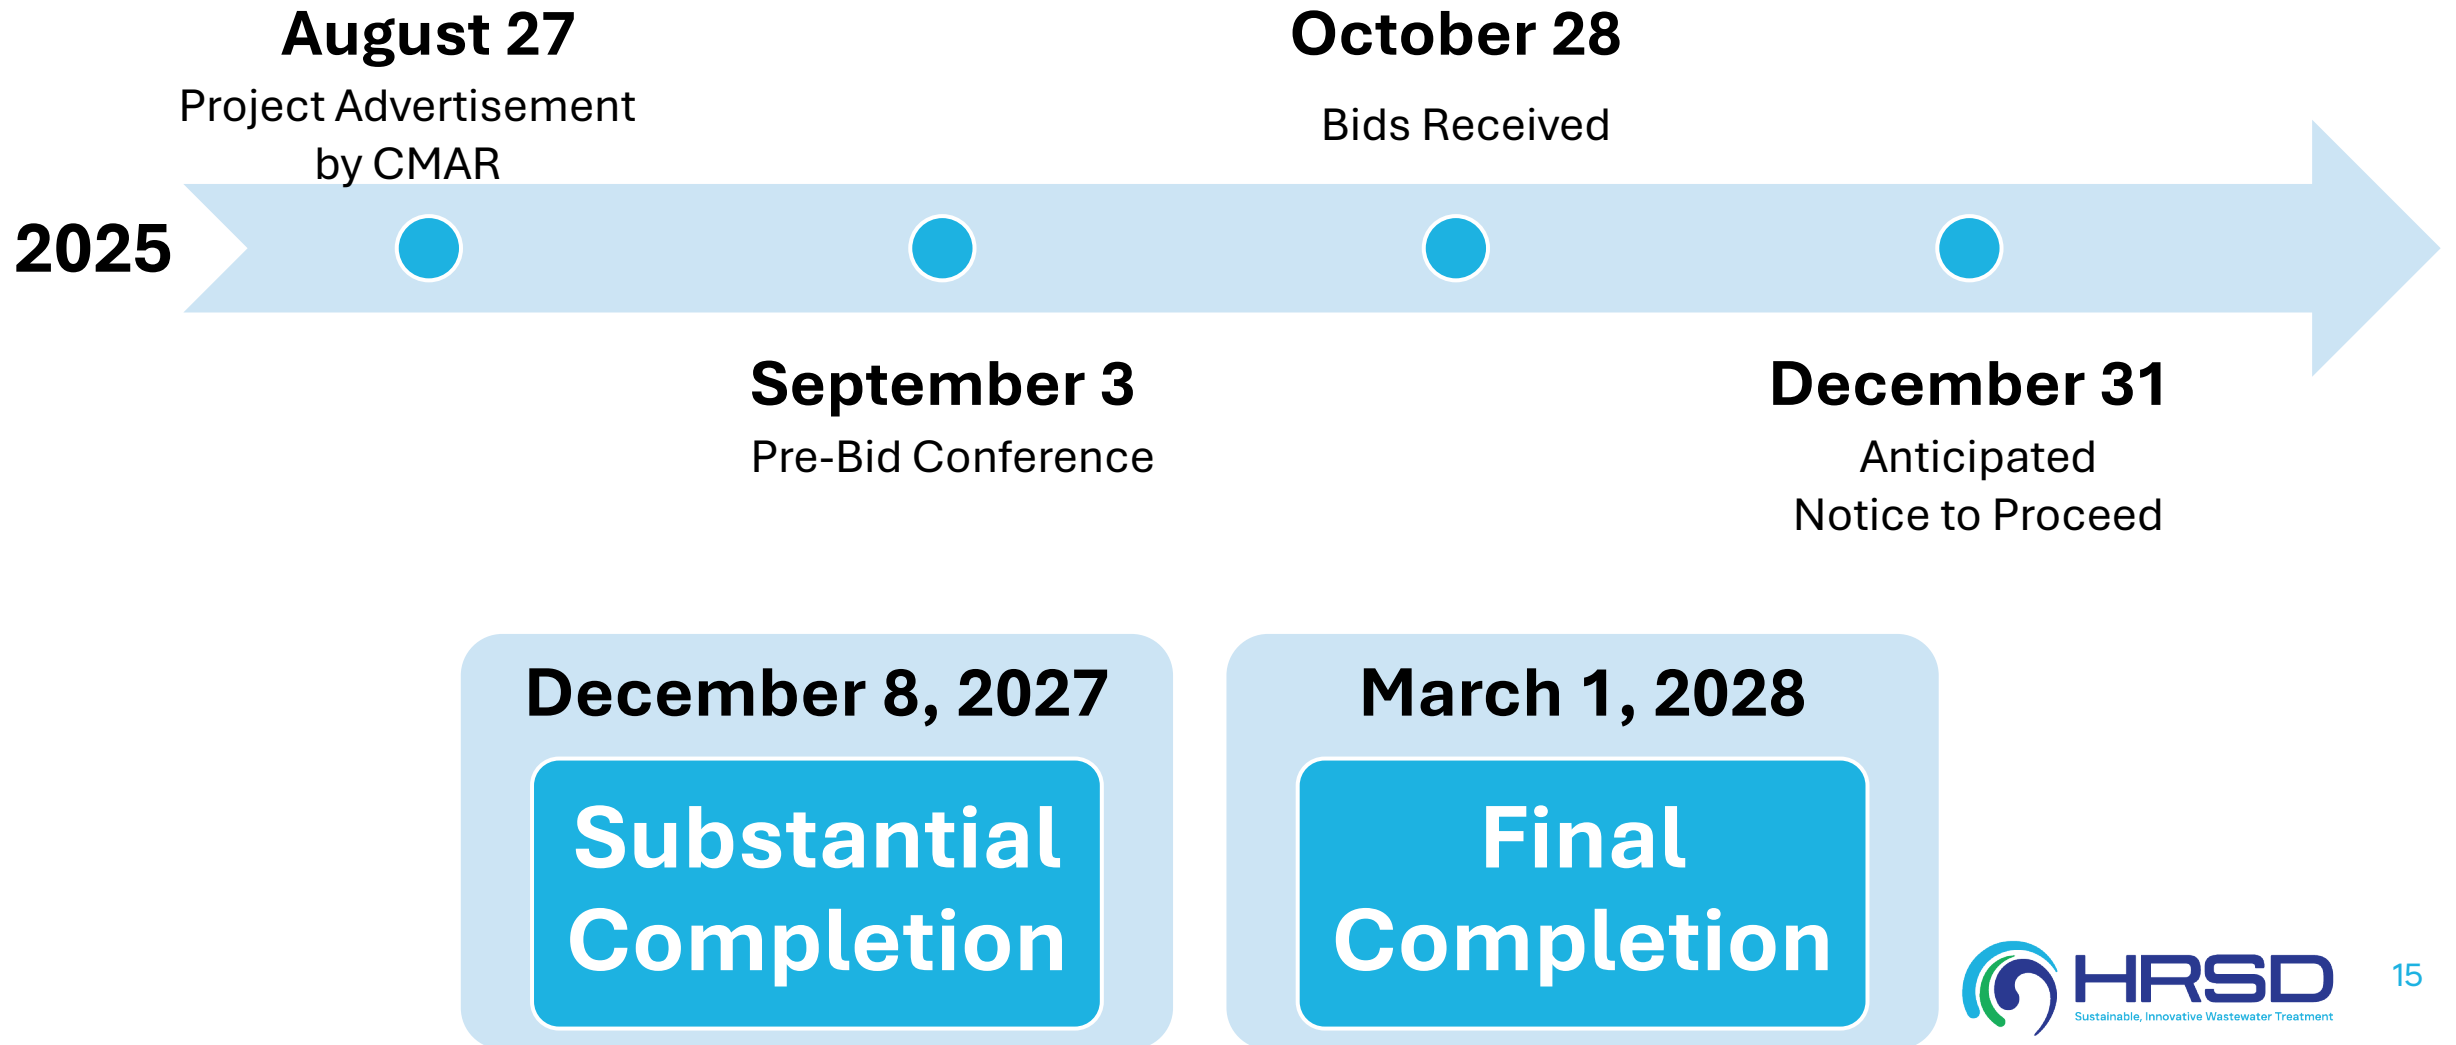 August 27
Project Advertisement
by CMAR
October 28
Bids Received
2025
September 3
Pre-Bid Conference
December 31
Anticipated
Notice to Proceed
December 8, 2027
Substantial
Completion
March 1, 2028
Final
Completion
HRSD
Sustainable, Innovative Wastewater Treatment
15